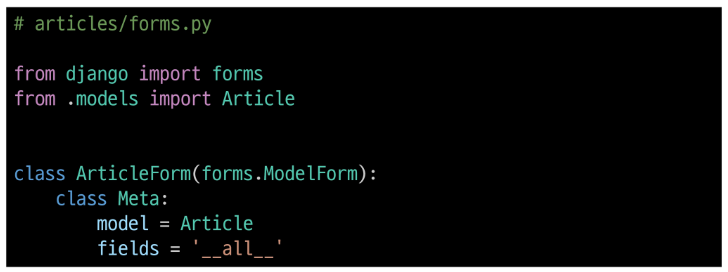 # articles/forms.py
from django import forms
from .models import Article
class ArticleForm(forms.ModelForm):
    class Meta:
        model = Article
        fields = '__all__'